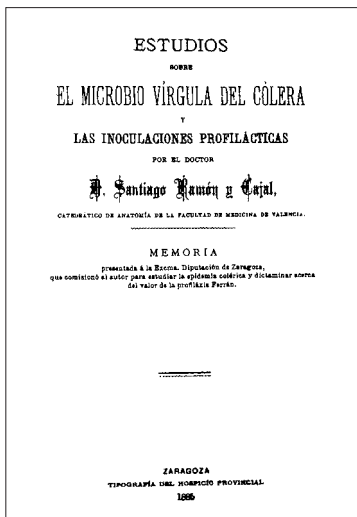 ESTUDIOS
SOBRE
EL MICROBIO VÍRGULA DEL CÓLERA
Y
LAS INOCULACIONES PROFILÁCTICAS
POR EL DOCTOR
D. Santiago Ramón y Cajal,
CATEDRÁTICO DE ANATOMÍA DE LA FACULTAD DE MEDICINA DE VALENCIA.
MEMORIA
presentada á la Excma. Diputación de Zaragoza,
que comisionó al autor para estudiar la epidemia colérica y dictaminar acerca
del valor de la profiláxis Ferrán.
ZARAGOZA
TIPOGRAFÍA DEL HOSPICIO PROVINCIAL
1885